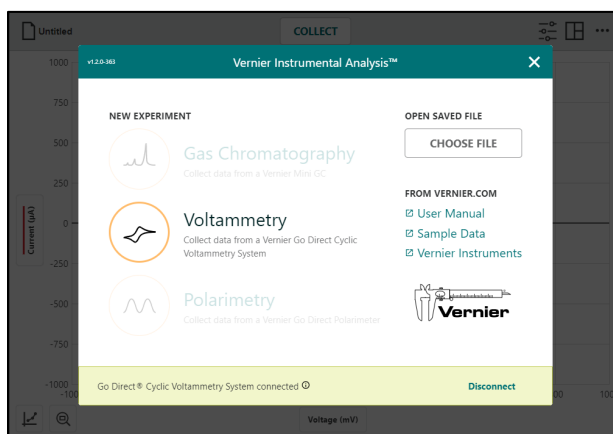 Untitled
COLLECT
v1.2.0-363
Vernier Instrumental Analysis™
NEW EXPERIMENT
Gas Chromatography
Collect data from a Vernier Mini GC
Voltammetry
Collect data from a Vernier Go Direct Cyclic
Voltammetry System
Polarimetry
Collect data from a Vernier Go Direct Polarimeter
OPEN SAVED FILE
CHOOSE FILE
FROM VERNIER.COM
User Manual
Sample Data
Vernier Instruments
Vernier
Go Direct® Cyclic Voltammetry System connected
Disconnect
1000
750
500
250
0
-250
-500
-750
-1000
Current (µA)
Voltage (mV)